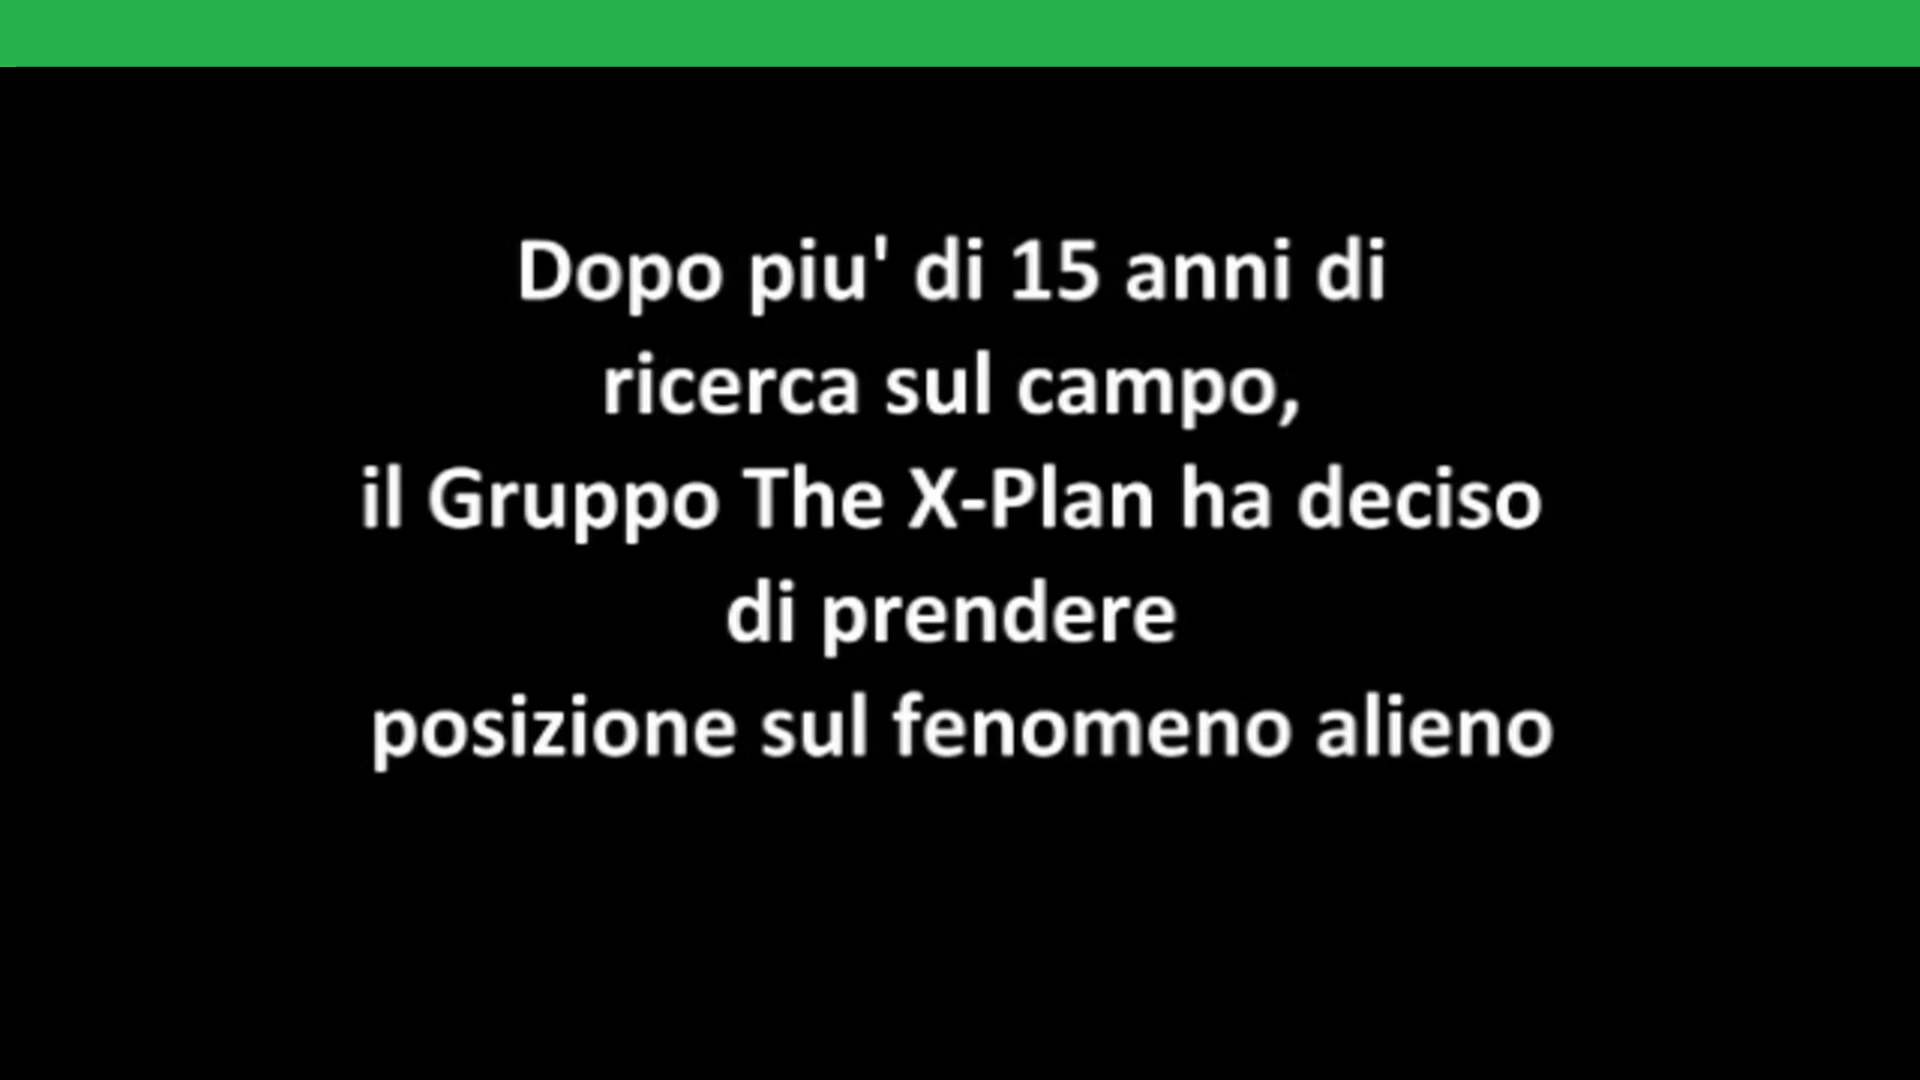 Dopo piu' di 15 anni di
ricerca sul campo,
il Gruppo The X-Plan ha deciso
di prendere
posizione sul fenomeno alieno